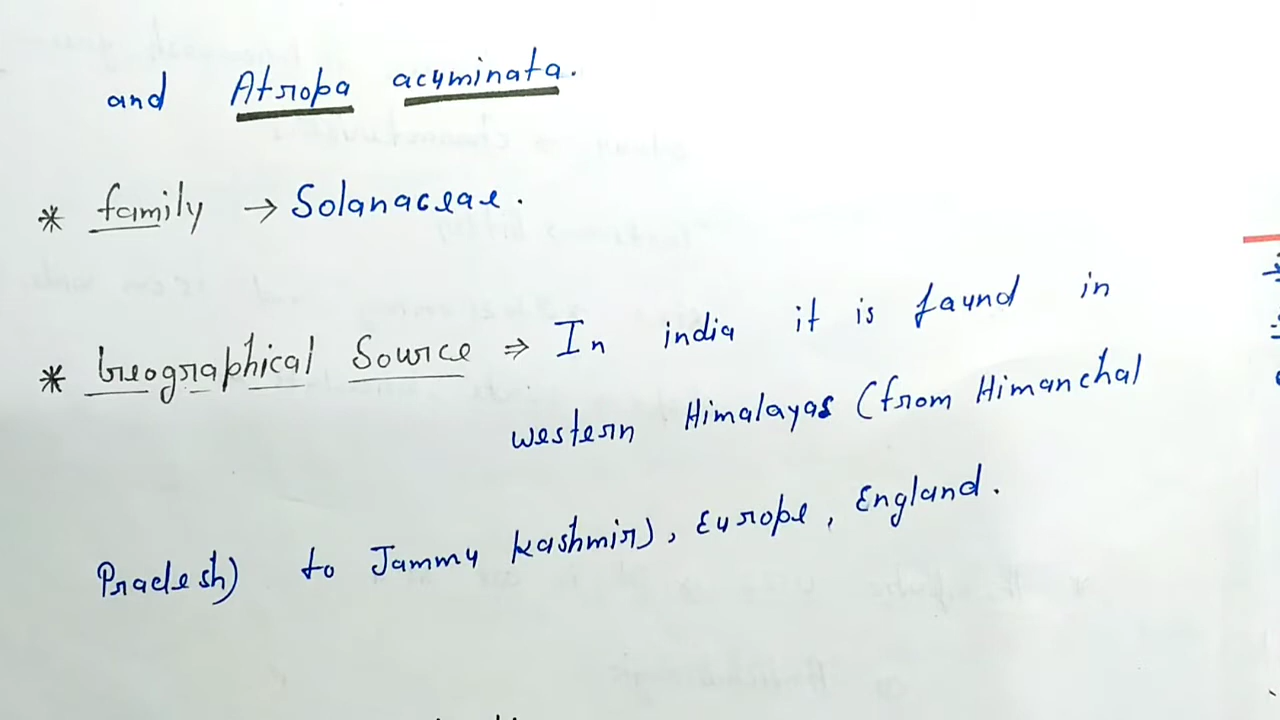 and Atropa acuminata.
* family → Solanaceae.
* Geographical Source ⇒ In india it is found in
western Himalayas (from Himanchal
Pradesh) to Jammu Kashmir), Europe, England.